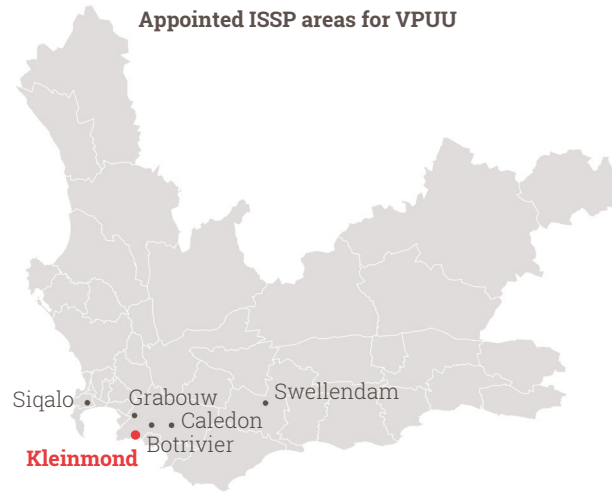 Appointed ISSP areas for VPUU
Siqalo
Grabouw
Swellendam
Caledon
Botrivier
Kleinmond